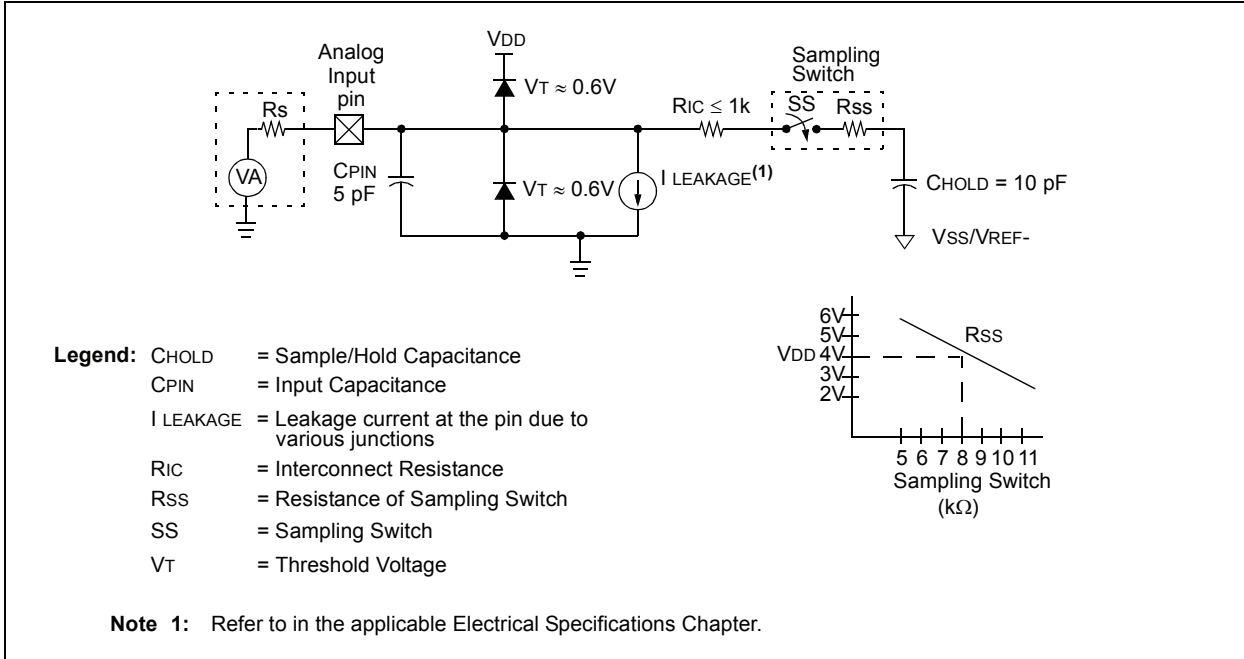 VDD
Analog
Input
pin
Sampling
Switch
VT ≈ 0.6V
Rs
RIC ≤ 1k
SS
Rss
VA
CPIN
5 pF
VT ≈ 0.6V
I LEAKAGE(1)
CHOLD = 10 pF
VSS/VREF-
6V
5V
VDD 4V
3V
2V
RSS
5 6 7 8 9 10 11
Sampling Switch
(kΩ)
Legend: CHOLD = Sample/Hold Capacitance
CPIN = Input Capacitance
I LEAKAGE = Leakage current at the pin due to
various junctions
RIC = Interconnect Resistance
RSS = Resistance of Sampling Switch
SS = Sampling Switch
VT = Threshold Voltage
Note 1: Refer to in the applicable Electrical Specifications Chapter.